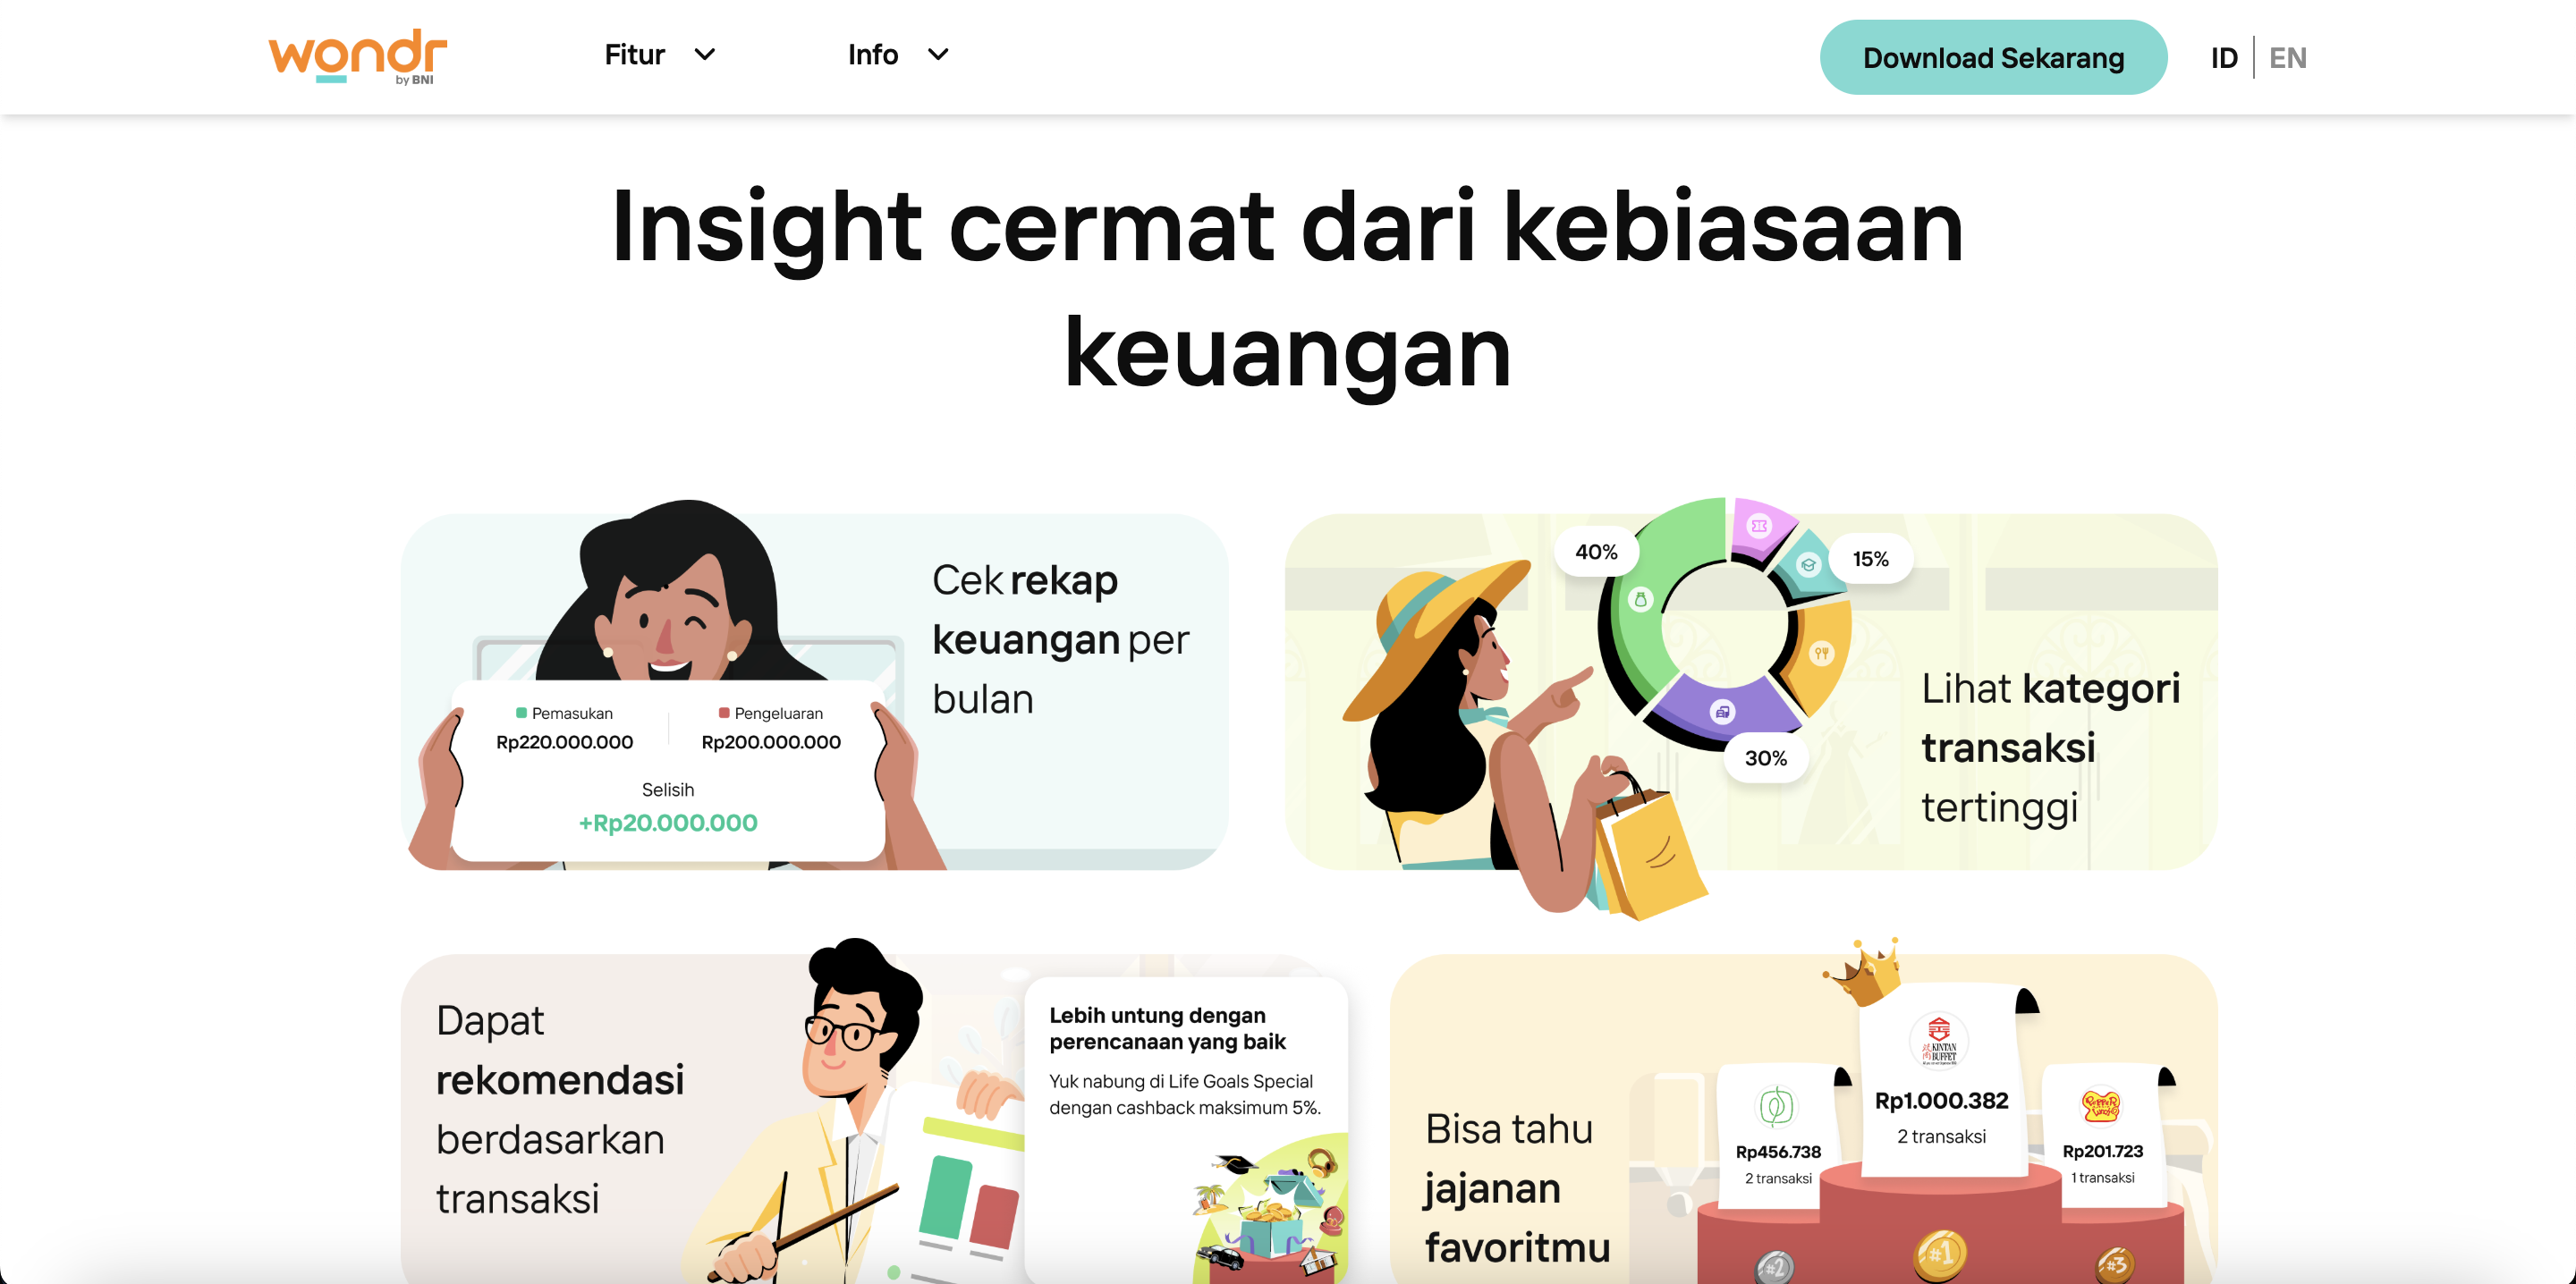 wondr
by BNI
Fitur
Info
Download Sekarang
ID
EN
Insight cermat dari kebiasaan
keuangan
Pemasukan
Rp220.000.000
Pengeluaran
Rp200.000.000
Selisih
+Rp20.000.000
Cek rekap
keuangan per
bulan
40%
15%
30%
Lihat kategori
transaksi
tertinggi
Dapat
rekomendasi
berdasarkan
transaksi
Lebih untung dengan
perencanaan yang baik
Yuk nabung di Life Goals Special
dengan cashback maksimum 5%.
Bisa tahu
jajanan
favoritmu
Rp456.738
2 transaksi
KINTAN
BUFFET
Rp1.000.382
2 transaksi
PEPPER
Lunch
Rp201.723
1 transaksi
#2
#1
#3